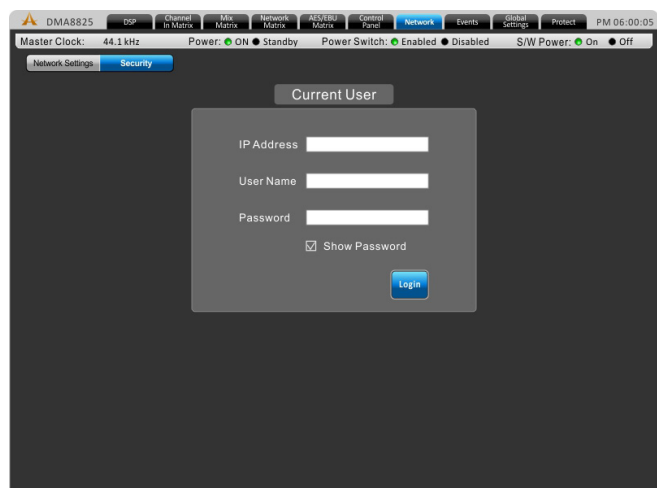 DMA8825 DSP Channel In Matrix Mix Matrix Network Matrix AES/EBU Matrix Control Panel Network Events Global Settings Protect PM 06:00:05
Master Clock: 44.1 kHz Power: ON Standby Power Switch: Enabled Disabled S/W Power: On Off
Network Settings Security
Current User
IP Address
User Name
Password
Show Password
Login